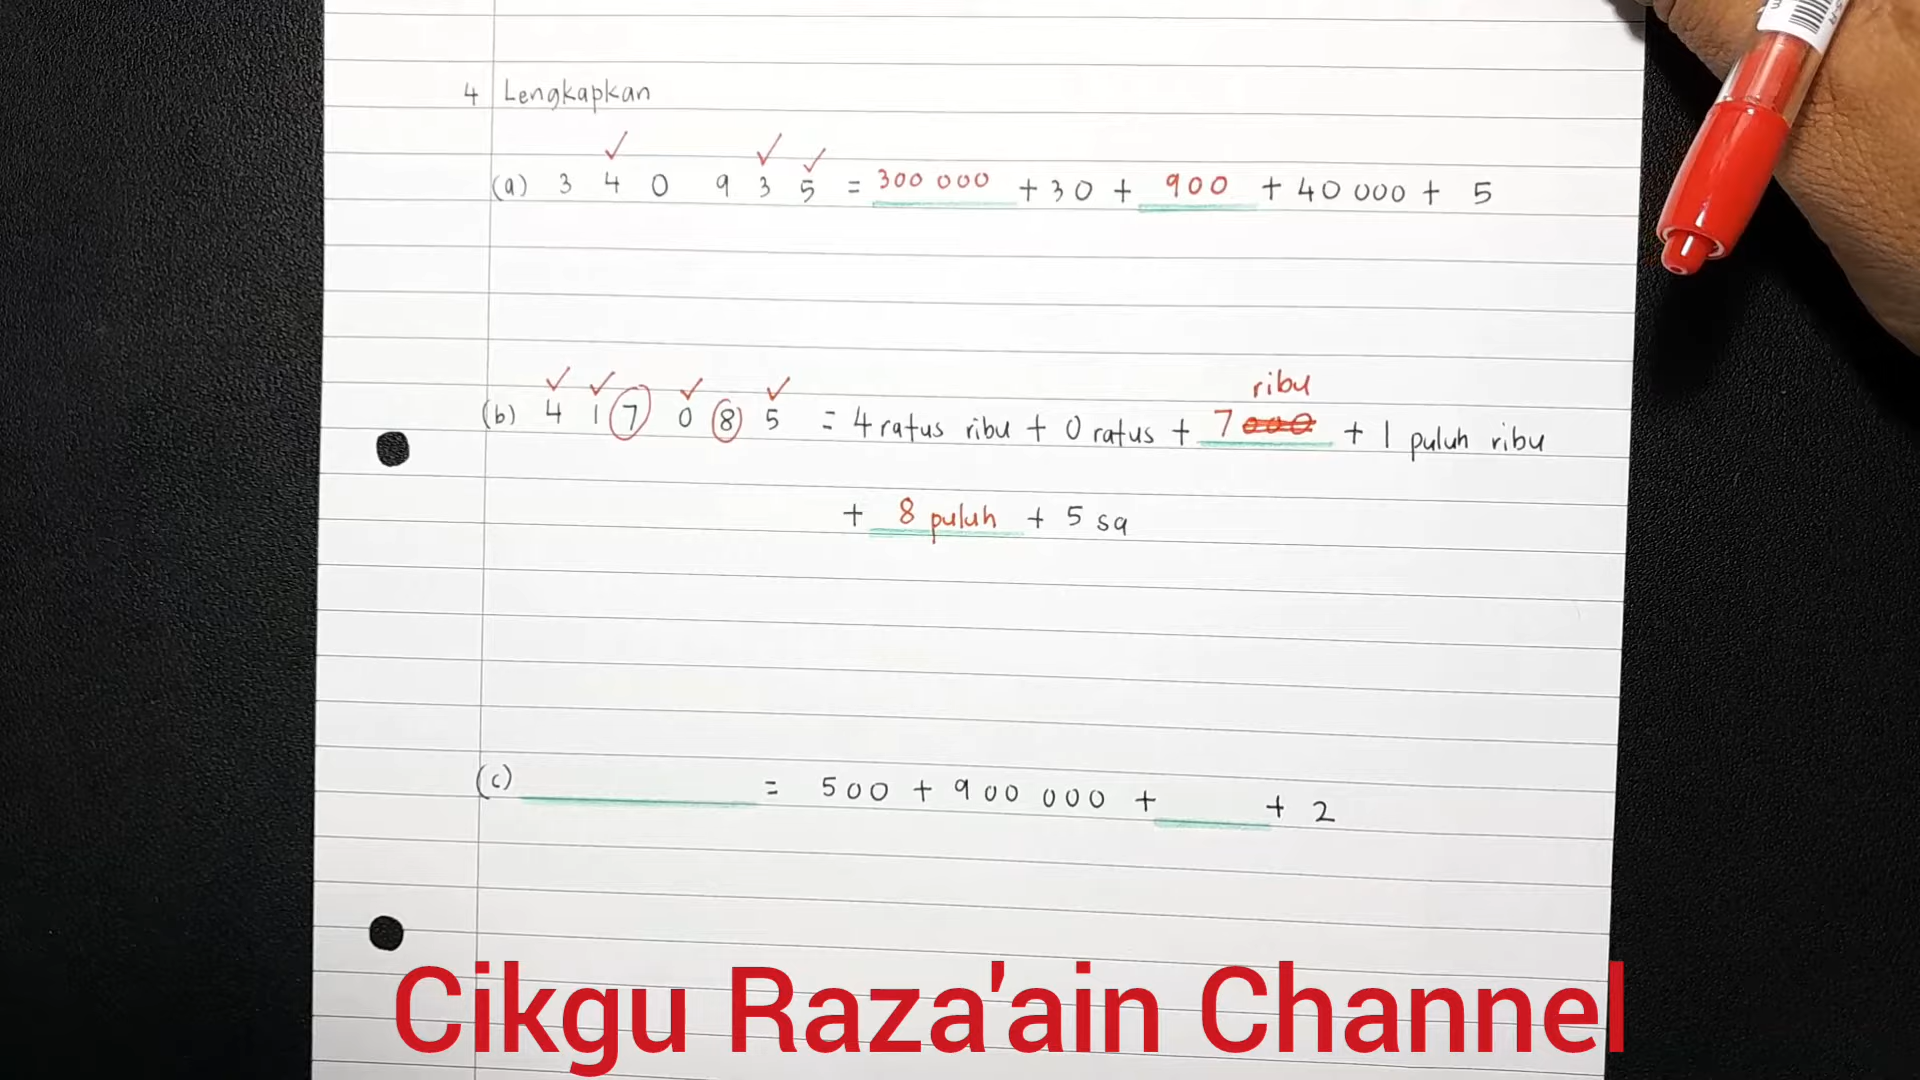 4 Lengkapkan
(a) 3 4 0 9 3 5 = 300 000 + 30 + 900 + 40 000 + 5
ribu
(b) 4 1 7 0 8 5 = 4 ratus ribu + 0 ratus + 7 000 + 1 puluh ribu
+ 8 puluh + 5 sa
(c) = 500 + 900 000 + + 2
Cikgu Raza'ain Channel